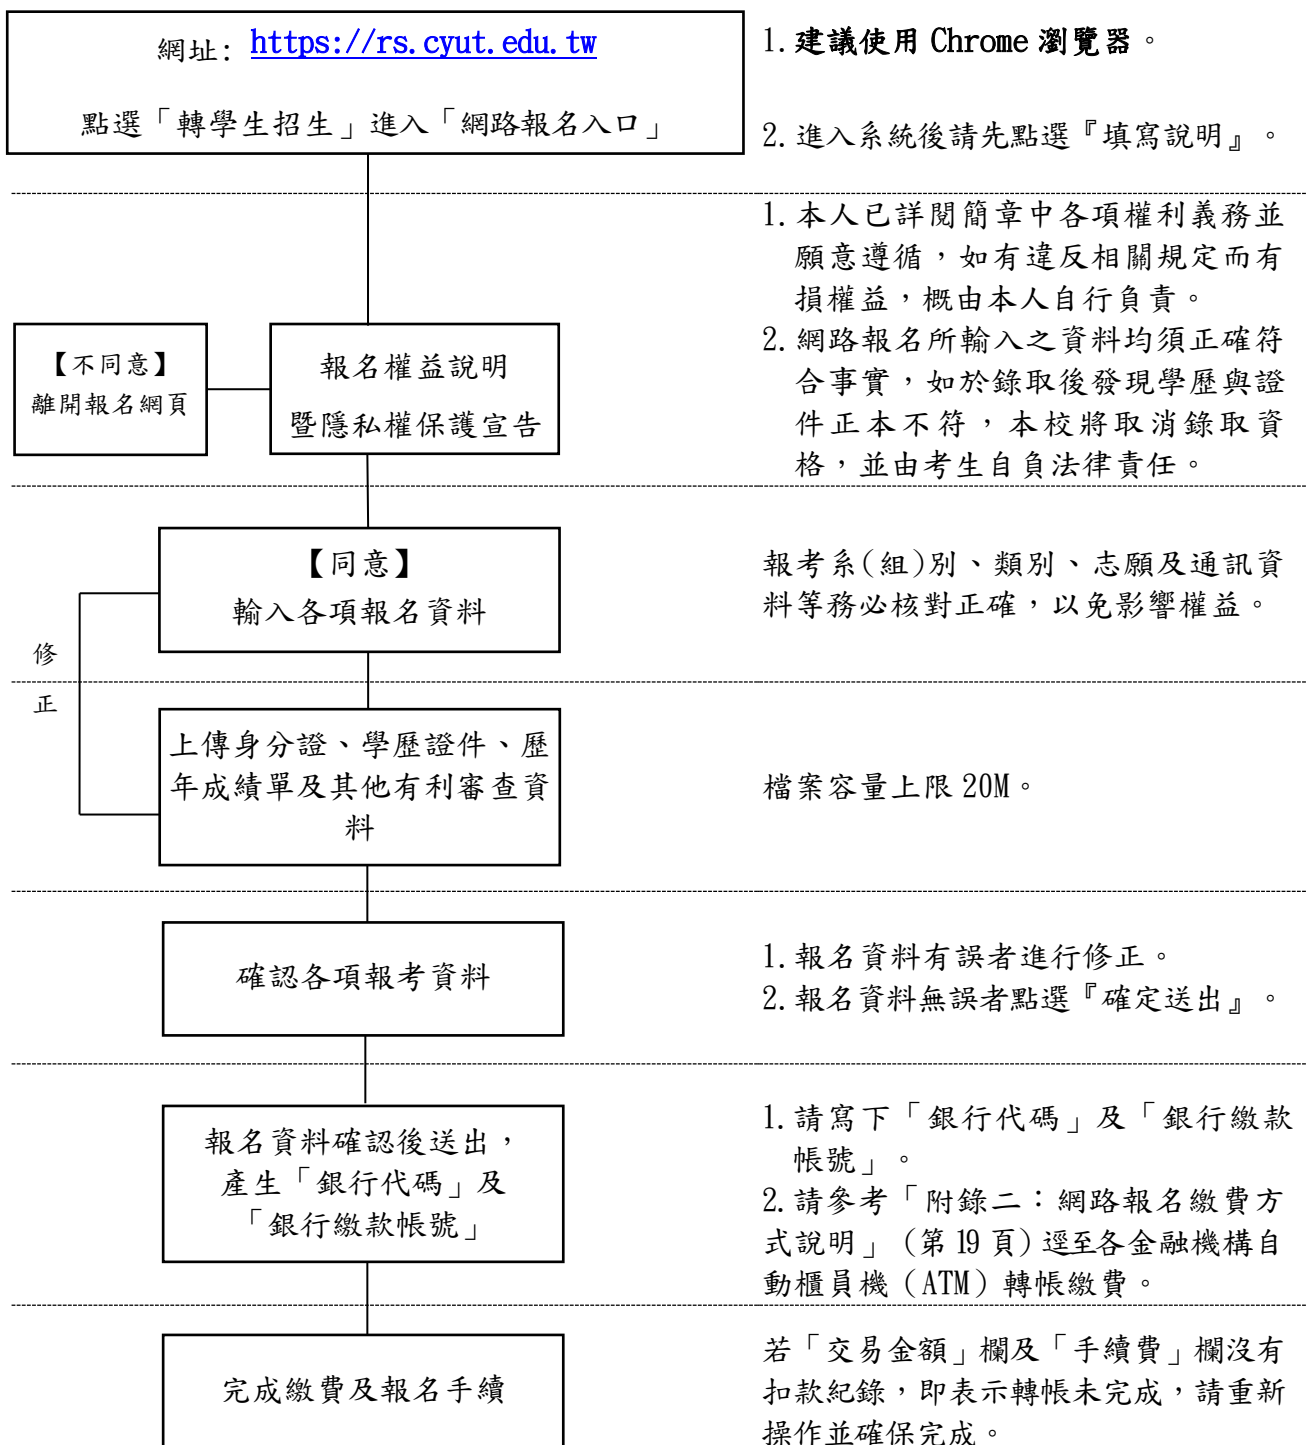 網址: https://rs.cyut.edu.tw
點選「轉學生招生」進入「網路報名入口」
1.建議使用 Chrome 瀏覽器。
2.進入系統後請先點選『填寫說明』。
【不同意】
離開報名網頁
報名權益說明
暨隱私權保護宣告
1.本人已詳閱簡章中各項權利義務並
願意遵循，如有違反相關規定而有
損權益，概由本人自行負責。
2.網路報名所輸入之資料均須正確符
合事實，如於錄取後發現學歷與證
件正本不符，本校將取消錄取資
格，並由考生自負法律責任。
【同意】
輸入各項報名資料
報考系(組)別、類別、志願及通訊資
料等務必核對正確，以免影響權益。
修
正
上傳身分證、學歷證件、歷
年成績單及其他有利審查資
料
檔案容量上限 20M。
確認各項報考資料
1.報名資料有誤者進行修正。
2.報名資料無誤者點選『確定送出』。
報名資料確認後送出，
產生「銀行代碼」及
「銀行繳款帳號」
1.請寫下「銀行代碼」及「銀行繳款
帳號」。
2.請參考「附錄二：網路報名繳費方
式說明」(第 19 頁)逕至各金融機構自
動櫃員機（ATM）轉帳繳費。
完成繳費及報名手續
若「交易金額」欄及「手續費」欄沒有
扣款紀錄，即表示轉帳未完成，請重新
操作並確保完成。